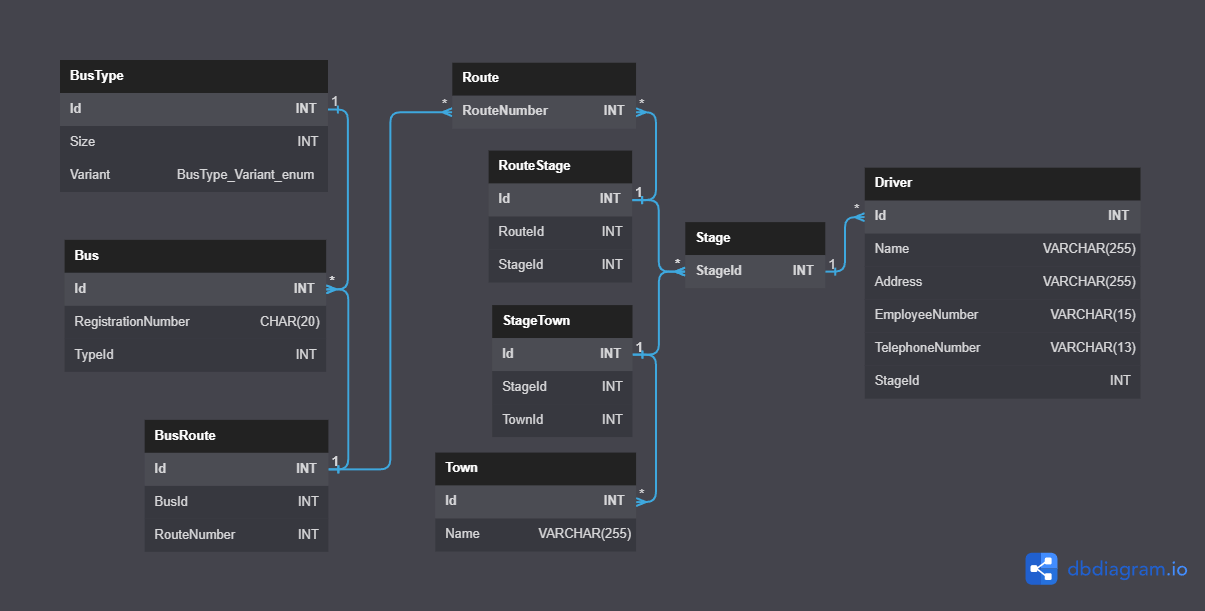 BusType
Id INT
Size INT
Variant BusType_Variant_enum
1
Bus
Id INT
RegistrationNumber CHAR(20)
TypeId INT
*
BusRoute
Id INT
BusId INT
RouteNumber INT
1
Route
* RouteNumber INT *
RouteStage
Id INT 1
RouteId INT
StageId INT
StageTown
Id INT 1
StageId INT
TownId INT
Town
Id INT *
Name VARCHAR(255)
Stage
* StageId INT 1
Driver
* Id INT
Name VARCHAR(255)
Address VARCHAR(255)
EmployeeNumber VARCHAR(15)
TelephoneNumber VARCHAR(13)
StageId INT
dbdiagram.io